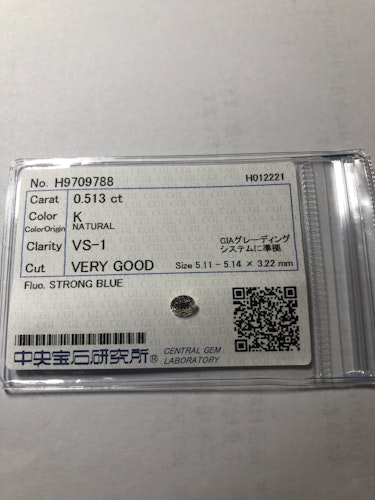 No. H9709788 H012221
Carat 0.513 ct
Color K
ColorOrigin NATURAL
Clarity VS-1 GIAグレーディング
システムに準拠
Cut VERY GOOD Size 5.11 - 5.14 × 3.22 mm
Fluo. STRONG BLUE
中央宝石研究所® CENTRAL GEM
LABORATORY